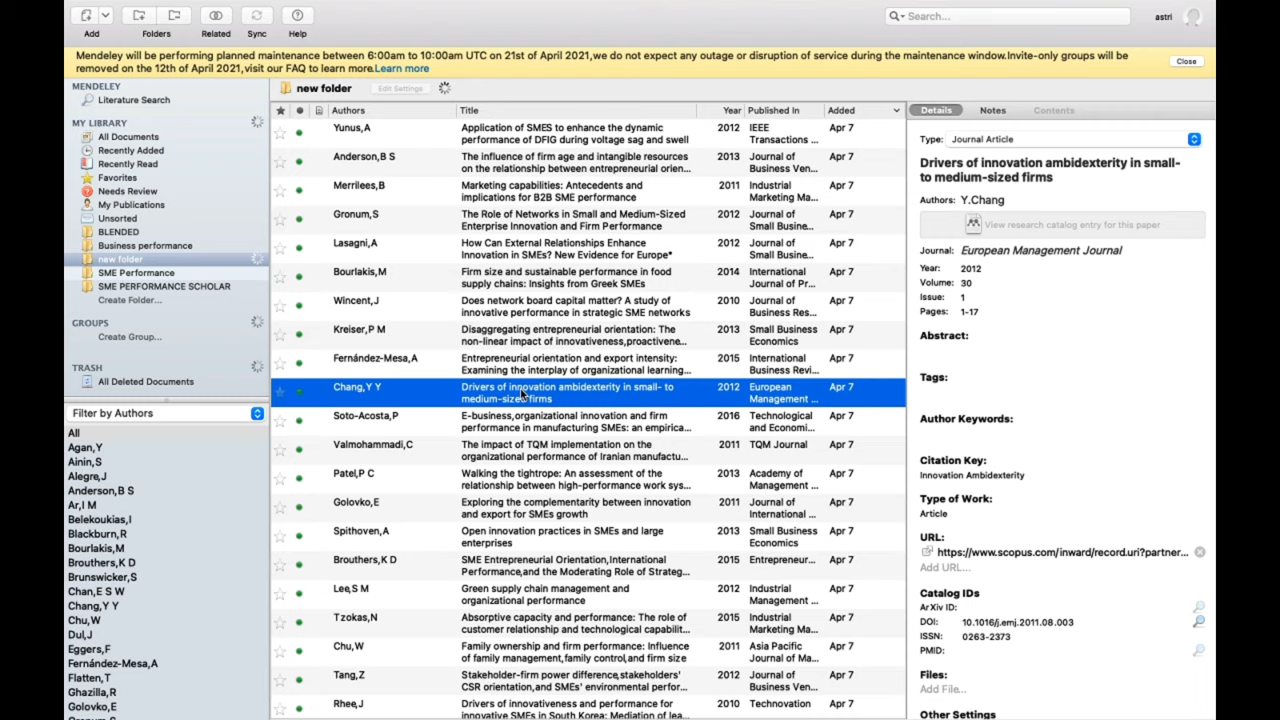 Add
Folders
Related
Sync
Help
Search...
astri
Mendeley will be performing planned maintenance between 6:00am to 10:00am UTC on 21st of April 2021,we do not expect any outage or disruption of service during the maintenance window.Invite-only groups will be
removed on the 12th of April 2021,visit our FAQ to learn more.Learn more
Close
MENDELEY
Literature Search
MY LIBRARY
All Documents
Recently Added
Recently Read
Favorites
Needs Review
My Publications
Unsorted
BLENDED
Business performance
new folder
SME Performance
SME PERFORMANCE SCHOLAR
Create Folder...
GROUPS
Create Group...
TRASH
All Deleted Documents
Filter by Authors
All
Agan,Y
Ainin,S
Alegre,J
Anderson,B S
Ar,I M
Belekoukias,I
Blackburn,R
Bourlakis,M
Brouthers,K D
Brunswicker,S
Chan,E S W
Chang,Y Y
Chu,W
Dul,J
Eggers,F
Fernández-Mesa,A
Flatten,T
Ghazilla,R
Golovko,E
new folder
Edit Settings
Authors Title Year Published In Added
Yunus,A Application of SMES to enhance the dynamic 2012 IEEE Apr 7
performance of DFIG during voltage sag and swell Transactions ...
Anderson,B S The influence of firm age and intangible resources 2013 Journal of Apr 7
on the relationship between entrepreneurial orien... Business Ven...
Merrilees,B Marketing capabilities: Antecedents and 2011 Industrial Apr 7
implications for B2B SME performance Marketing Ma...
Gronum,S The Role of Networks in Small and Medium-Sized 2012 Journal of Apr 7
Enterprise Innovation and Firm Performance Small Busine...
Lasagni,A How Can External Relationships Enhance 2012 Journal of Apr 7
Innovation in SMEs? New Evidence for Europe* Small Busine...
Bourlakis,M Firm size and sustainable performance in food 2014 International Apr 7
supply chains: Insights from Greek SMEs Journal of Pr...
Wincent,J Does network board capital matter? A study of 2010 Journal of Apr 7
innovative performance in strategic SME networks Business Res...
Kreiser,P M Disaggregating entrepreneurial orientation: The 2013 Small Business Apr 7
non-linear impact of innovativeness,proactivene... Economics
Fernández-Mesa,A Entrepreneurial orientation and export intensity: 2015 International Apr 7
Examining the interplay of organizational learning... Business Revi...
Chang,Y Y Drivers of innovation ambidexterity in small- to 2012 European Apr 7
medium-sized firms Management ...
Soto-Acosta,P E-business,organizational innovation and firm 2016 Technological Apr 7
performance in manufacturing SMEs: an empirica... and Economi...
Valmohammadi,C The impact of TQM implementation on the 2011 TQM Journal Apr 7
organizational performance of Iranian manufactu...
Patel,P C Walking the tightrope: An assessment of the 2013 Academy of Apr 7
relationship between high-performance work sys... Management ...
Golovko,E Exploring the complementarity between innovation 2011 Journal of Apr 7
and export for SMEs growth International ...
Spithoven,A Open innovation practices in SMEs and large 2013 Small Business Apr 7
enterprises Economics
Brouthers,K D SME Entrepreneurial Orientation,International 2015 Entrepreneur... Apr 7
Performance,and the Moderating Role of Strateg...
Lee,S M Green supply chain management and 2012 Industrial Apr 7
organizational performance Management ...
Tzokas,N Absorptive capacity and performance: The role of 2015 Industrial Apr 7
customer relationship and technological capabilit... Marketing Ma...
Chu,W Family ownership and firm performance: Influence 2011 Asia Pacific Apr 7
of family management,family control,and firm size Journal of Ma...
Tang,Z Stakeholder-firm power difference,stakeholders' 2012 Journal of Apr 7
CSR orientation,and SMEs' environmental perfor... Business Ven...
Rhee,J Drivers of innovativeness and performance for 2010 Technovation Apr 7
innovative SMEs in South Korea: Mediation of lea...
Details Notes Contents
Type: Journal Article
Drivers of innovation ambidexterity in small-
to medium-sized firms
Authors: Y.Chang
View research catalog entry for this paper
Journal: European Management Journal
Year: 2012
Volume: 30
Issue: 1
Pages: 1-17
Abstract:
Tags:
Author Keywords:
Citation Key:
Innovation Ambidexterity
Type of Work:
Article
URL:
https://www.scopus.com/inward/record.uri?partner...
Add URL...
Catalog IDs
ArXiv ID:
DOI: 10.1016/j.emj.2011.08.003
ISSN: 0263-2373
PMID:
Files:
Add File...
Other Settings